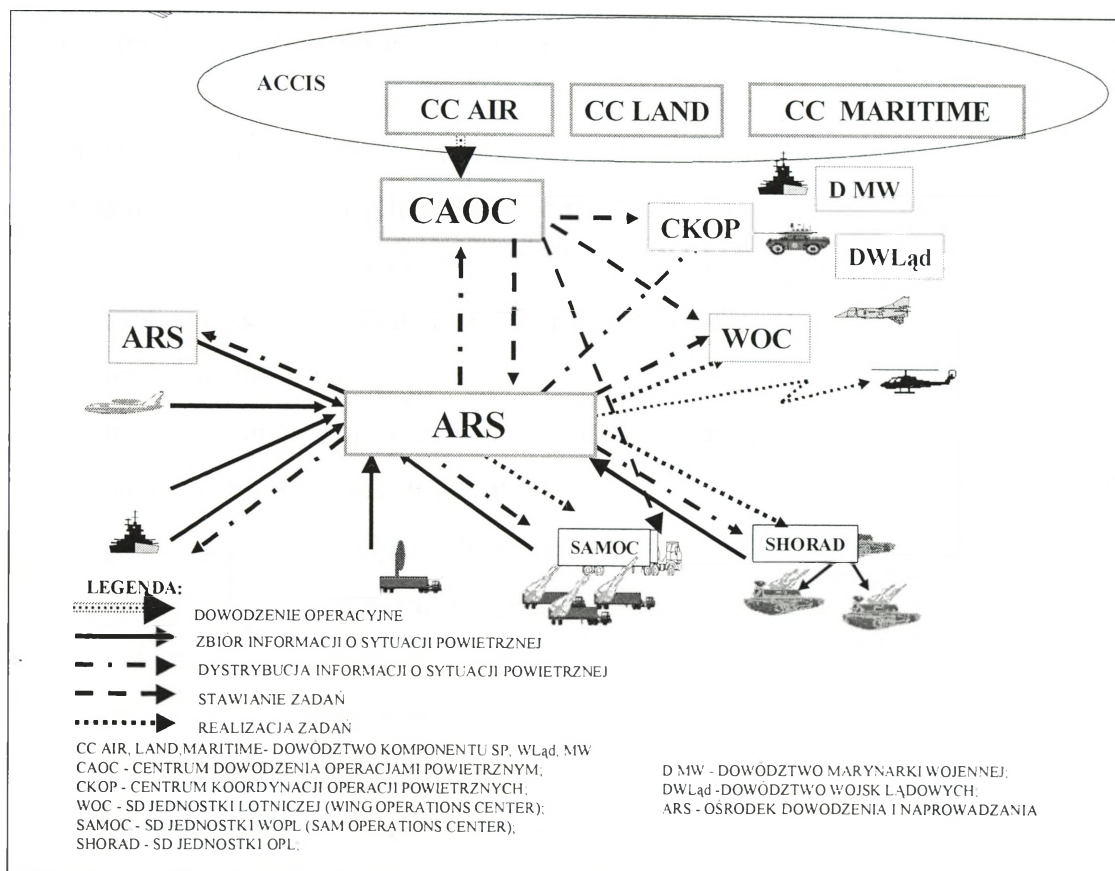 ACCIS
CC AIR
CC LAND
CC MARITIME
CAOC
CKOP
D MW
DWLąd
ARS
WOC
ARS
SAMOC
SHORAD
LEGENDA:
DOWODZENIE OPERACYJNE
ZBIÓR INFORMACJI O SYTUACJI POWIETRZNEJ
DYSTRYBUCJA INFORMACJI O SYTUACJI POWIETRZNEJ
STAWIANIE ZADAŃ
REALIZACJA ZADAŃ
CC AIR, LAND,MARITIME- DOWÓDZTWO KOMPONENTU SP, WLąd, MW
CAOC - CENTRUM DOWODZENIA OPERACJAMI POWIETRZNYM;
CKOP - CENTRUM KOORDYNACJI OPERACJI POWIETRZNYCH;
WOC - SD JEDNOSTKI LOTNICZEJ (WING OPERATIONS CENTER);
SAMOC - SD JEDNOSTKI WOPL (SAM OPERATIONS CENTER);
SHORAD - SD JEDNOSTKI OPL;
D MW - DOWÓDZTWO MARYNARKI WOJENNEJ;
DWLąd -DOWÓDZTWO WOJSK LĄDOWYCH;
ARS - OŚRODEK DOWODZENIA I NAPROWADZANIA